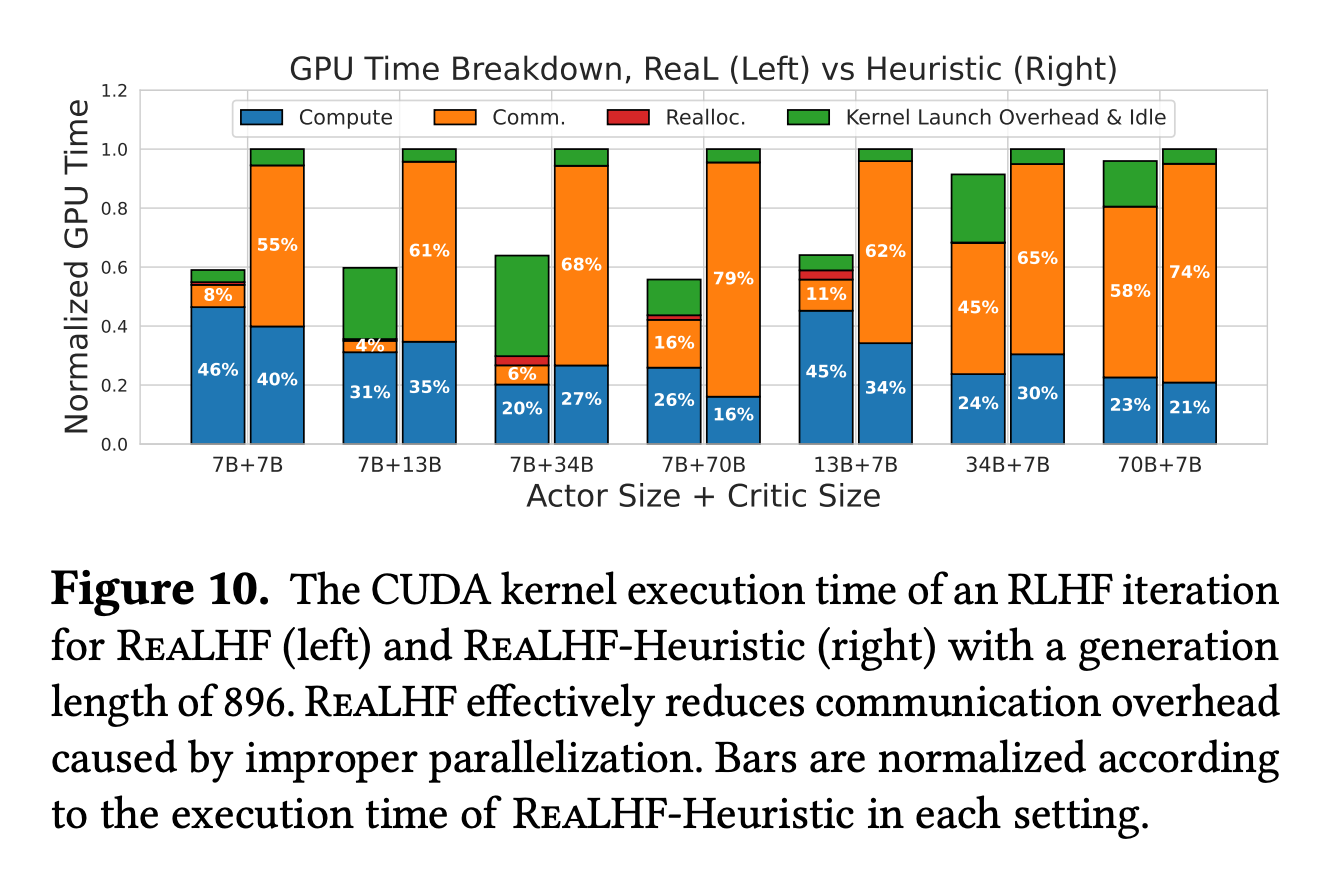 GPU Time Breakdown, ReaL (Left) vs Heuristic (Right)
Compute Comm. Realloc. Kernel Launch Overhead & Idle
Normalized GPU Time
1.2
1.0
0.8
0.6
0.4
0.2
0.0
8% 46% 55% 40%
4% 31% 61% 35%
6% 20% 68% 27%
16% 26% 79% 16%
11% 45% 62% 34%
45% 24% 65% 30%
58% 23% 74% 21%
7B+7B 7B+13B 7B+34B 7B+70B 13B+7B 34B+7B 70B+7B
Actor Size + Critic Size
Figure 10. The CUDA kernel execution time of an RLHF iteration
for ReaLHF (left) and ReaLHF-Heuristic (right) with a generation
length of 896. ReaLHF effectively reduces communication overhead
caused by improper parallelization. Bars are normalized according
to the execution time of ReaLHF-Heuristic in each setting.